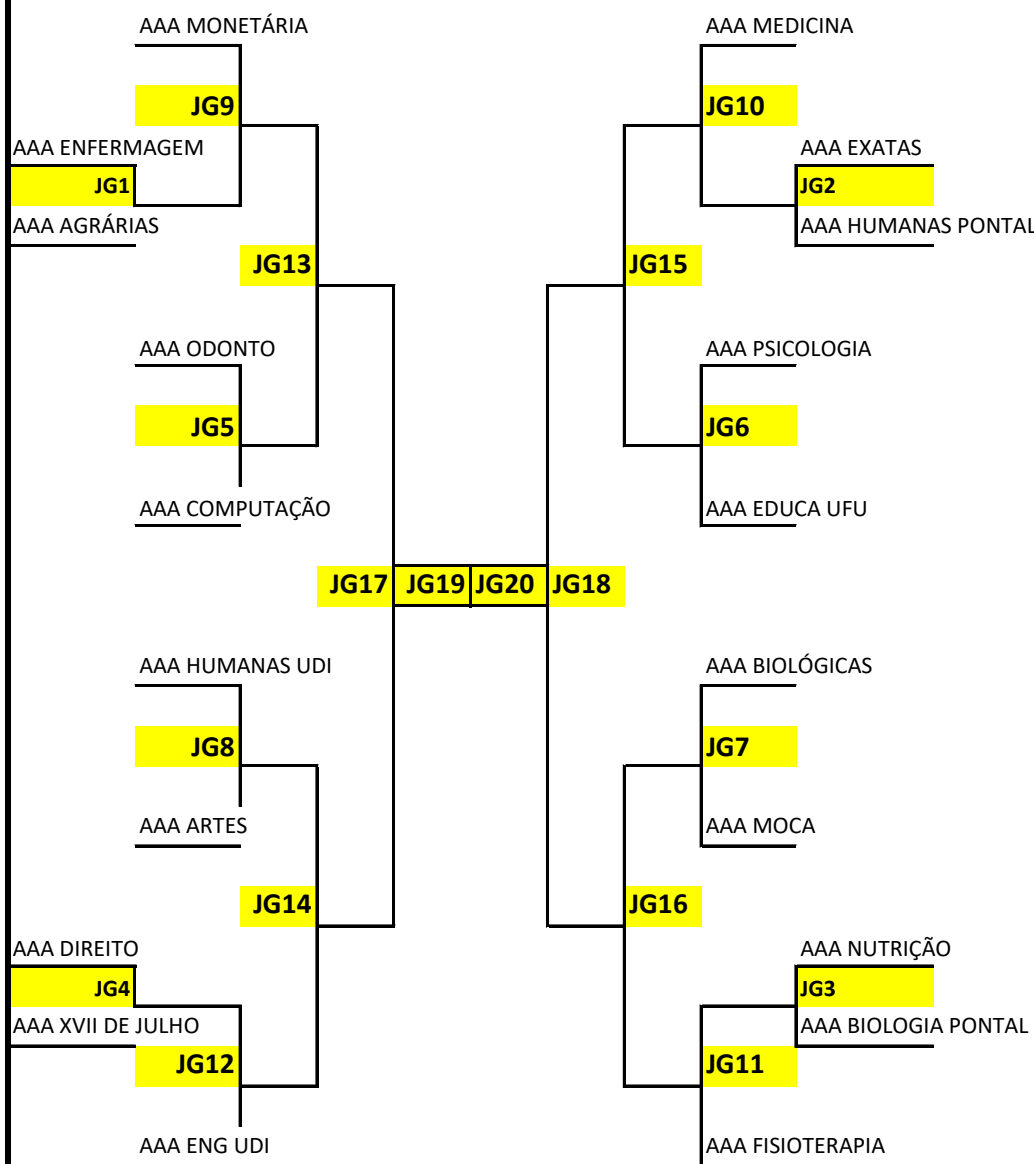 AAA MONETÁRIA
AAA MEDICINA
JG9
JG10
AAA ENFERMAGEM
AAA EXATAS
JG1
JG2
AAA AGRÁRIAS
AAA HUMANAS PONTAL
JG13
JG15
AAA ODONTO
AAA PSICOLOGIA
JG5
JG6
AAA COMPUTAÇÃO
AAA EDUCA UFU
JG17 JG19 JG20 JG18
AAA HUMANAS UDI
AAA BIOLÓGICAS
JG8
JG7
AAA ARTES
AAA MOCA
JG14
JG16
AAA DIREITO
AAA NUTRIÇÃO
JG4
JG3
AAA XVII DE JULHO
AAA BIOLOGIA PONTAL
JG12
JG11
AAA ENG UDI
AAA FISIOTERAPIA